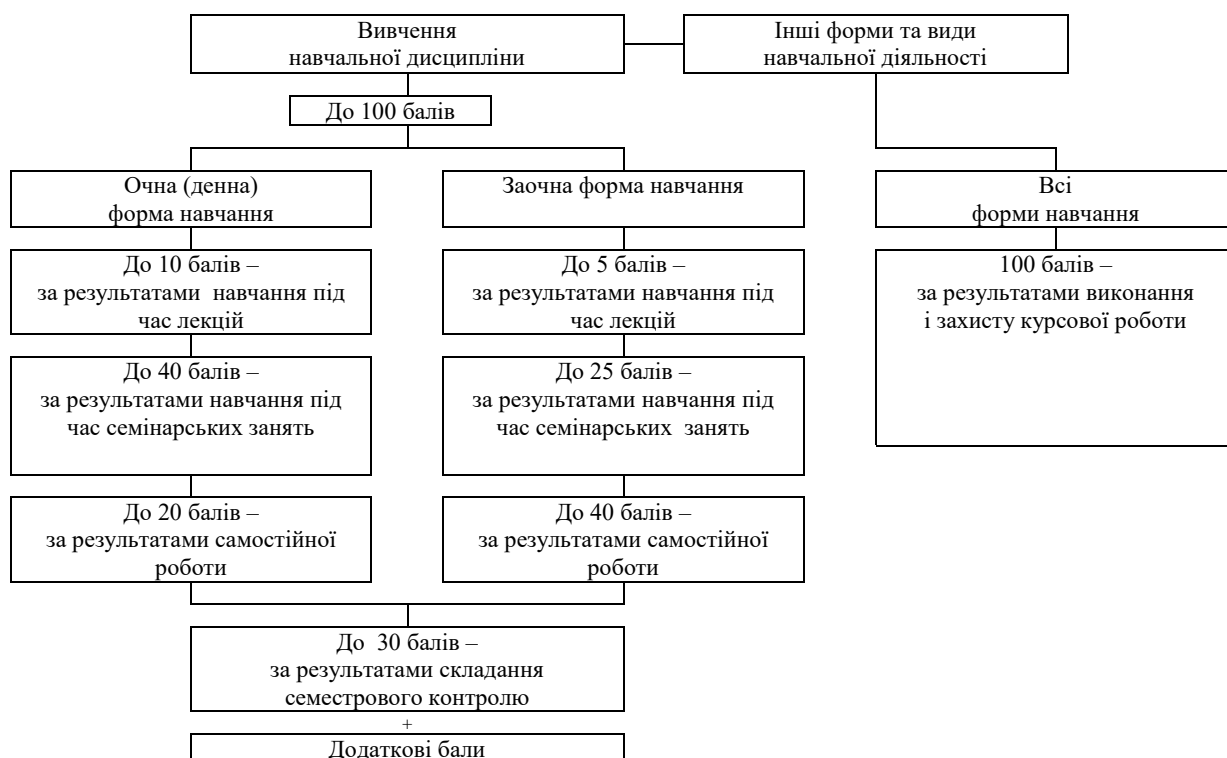 Вивчення
навчальної дисципліни
Інші форми та види
навчальної діяльності
До 100 балів
Очна (денна)
форма навчання
Заочна форма навчання
Всі
форми навчання
До 10 балів –
за результатами навчання під
час лекцій
До 5 балів –
за результатами навчання під
час лекцій
100 балів –
за результатами виконання
і захисту курсової роботи
До 40 балів –
за результатами навчання під
час семінарських занять
До 25 балів –
за результатами навчання під
час семінарських занять
До 20 балів –
за результатами самостійної
роботи
До 40 балів –
за результатами самостійної
роботи
До 30 балів –
за результатами складання
семестрового контролю
+
Додаткові бали